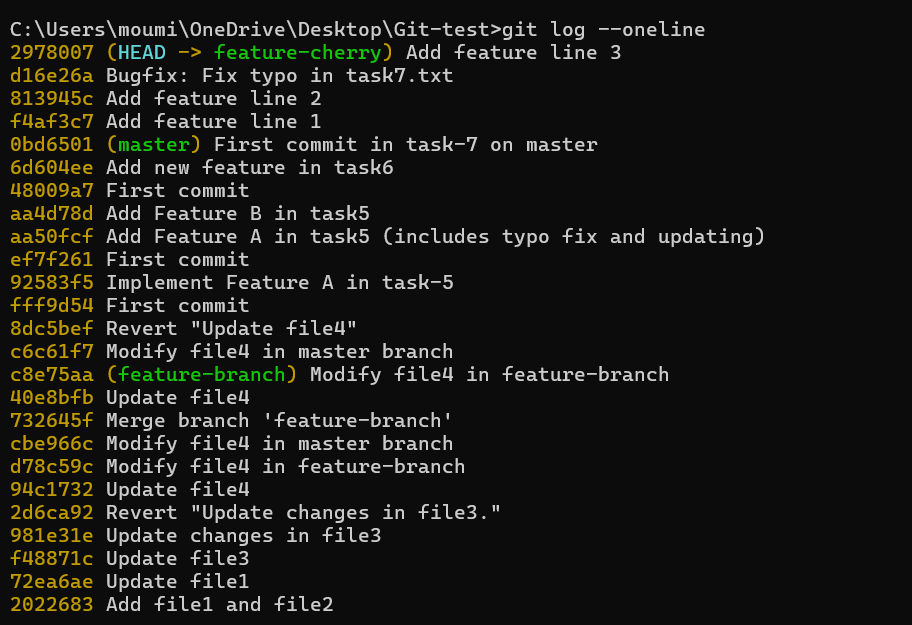 C:\Users\moumi\OneDrive\Desktop\Git-test>git log --oneline
2978007 (HEAD -> feature-cherry) Add feature line 3
d16e26a Bugfix: Fix typo in task7.txt
813945c Add feature line 2
f4af3c7 Add feature line 1
0bd6501 (master) First commit in task-7 on master
6d604ee Add new feature in task6
48009a7 First commit
aa4d78d Add Feature B in task5
aa50fcf Add Feature A in task5 (includes typo fix and updating)
ef7f261 First commit
92583f5 Implement Feature A in task-5
fff9d54 First commit
8dc5bef Revert "Update file4"
c6c61f7 Modify file4 in master branch
c8e75aa (feature-branch) Modify file4 in feature-branch
40e8bfb Update file4
732645f Merge branch 'feature-branch'
cbe966c Modify file4 in master branch
d78c59c Modify file4 in feature-branch
94c1732 Update file4
2d6ca92 Revert "Update changes in file3."
981e31e Update changes in file3
f48871c Update file3
72ea6ae Update file1
2022683 Add file1 and file2